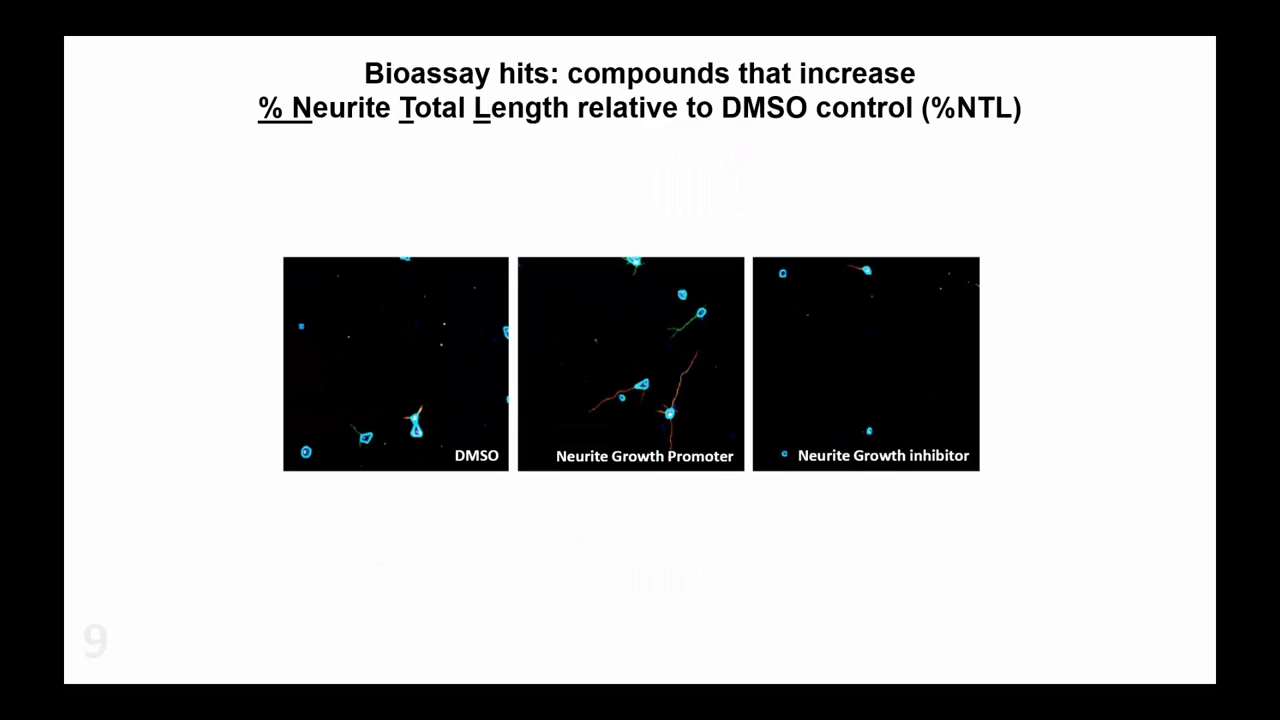 Bioassay hits: compounds that increase
% Neurite Total Length relative to DMSO control (%NTL)
DMSO
Neurite Growth Promoter
Neurite Growth inhibitor
9